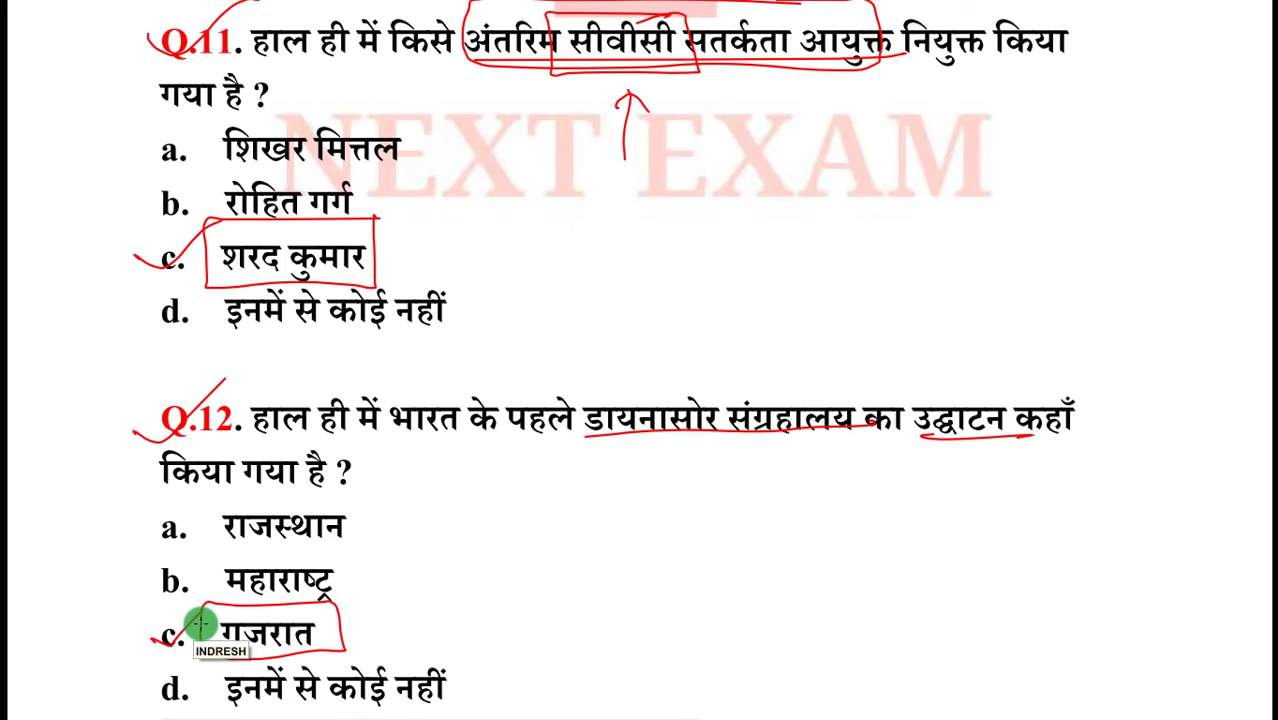 Q.11. हाल ही में किसे अंतरिम सीवीसी सतर्कता आयुक्त नियुक्त किया
गया है ?
NEXT EXAM
a. शिखर मित्तल
b. रोहित गर्ग
c. शरद कुमार
d. इनमें से कोई नहीं
Q.12. हाल ही में भारत के पहले डायनासोर संग्रहालय का उद्घाटन कहाँ
किया गया है ?
a. राजस्थान
b. महाराष्ट्र
c. गुजरात
INDRESH
d. इनमें से कोई नहीं